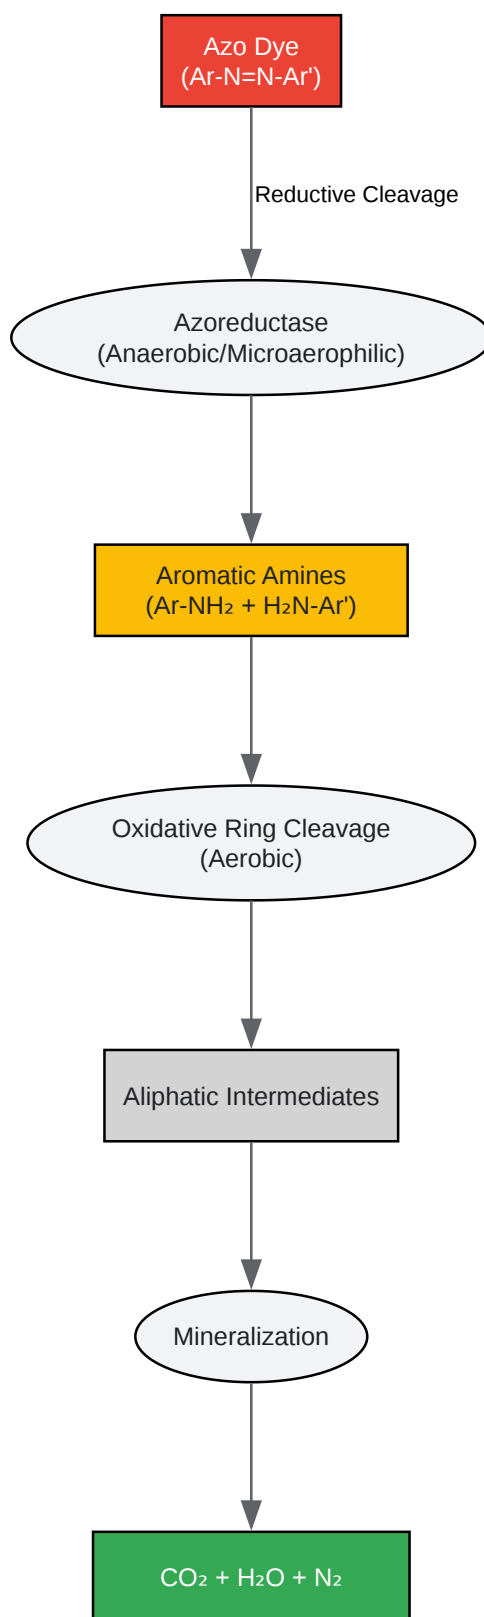 Azo Dye
(Ar-N=N-Ar')
Reductive Cleavage
Azoreductase
(Anaerobic/Microaerophilic)
Aromatic Amines
(Ar-NH₂ + H₂N-Ar')
Oxidative Ring Cleavage
(Aerobic)
Aliphatic Intermediates
Mineralization
CO₂ + H₂O + N₂